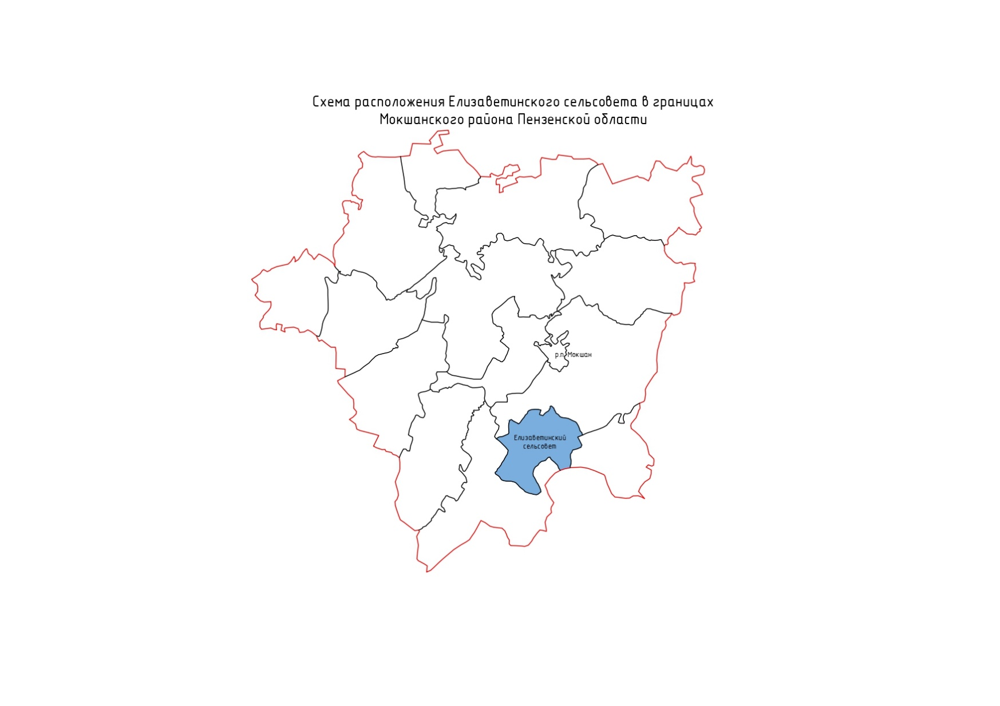 Схема расположения Елизаветинского сельсовета в границах
Мокшанского района Пензенской области
р.п. Мокшан
Елизаветинский
сельсовет